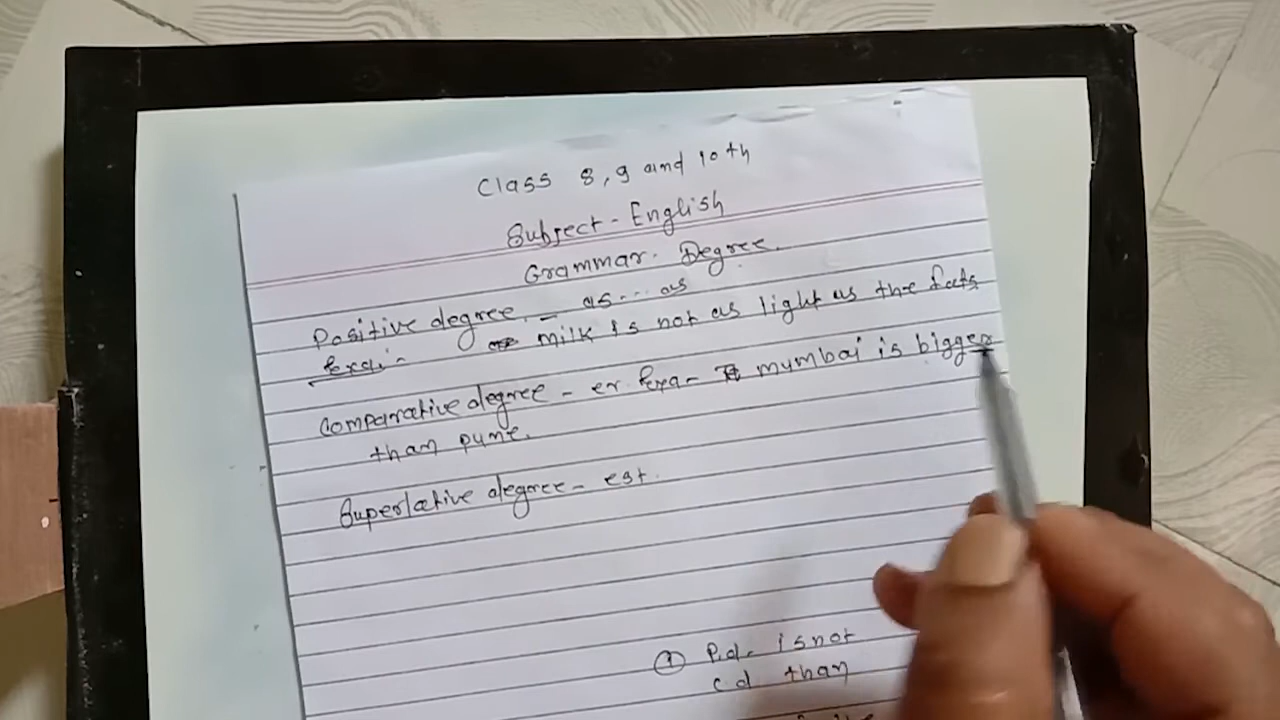 Class 8, 9 and 10th
Subject - English
Grammar. Degree.
Positive degree. - as... as
Exa:- milk is not as light as the fats
Comparative degree - er Exa- mumbai is bigger
than pune.
Superlative degree - est.
① P.d. is not
c d than